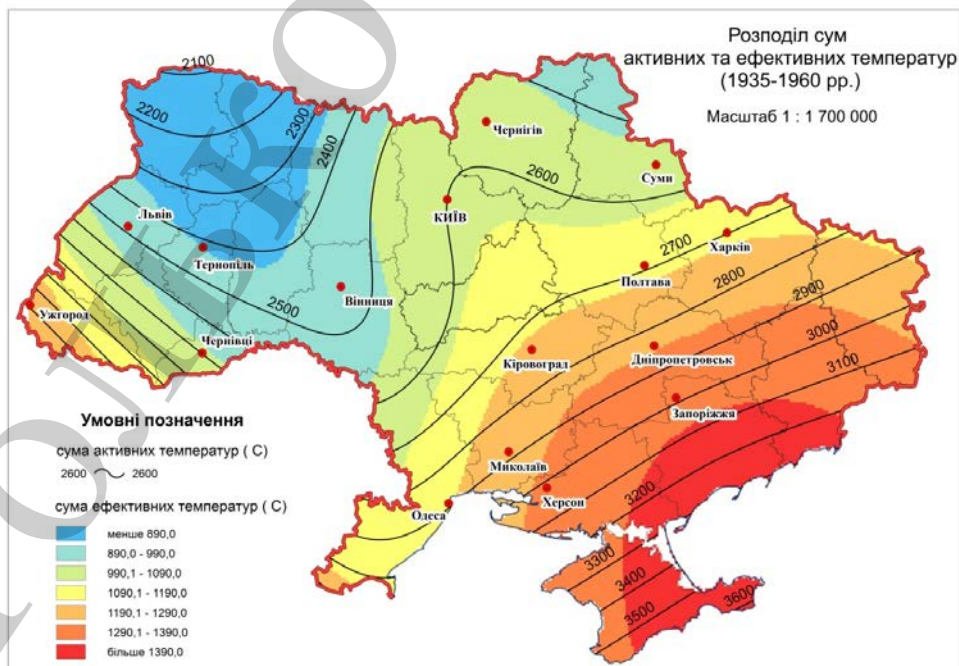 Розподіл сум
активних та ефективних температур
(1935-1960 рр.)
Масштаб 1 : 1 700 000
2100
2200
2300
2400
2500
2600
2700
2800
2900
3000
3100
3200
3300
3400
3500
3600
Чернігів
Суми
КИЇВ
Львів
Тернопіль
Вінниця
Харків
Полтава
Ужгород
Чернівці
Кіровоград
Дніпропетровськ
Запоріжжя
Миколаїв
Херсон
Одеса
Умовні позначення
сума активних температур ( С)
2600 2600
сума ефективних температур ( С)
менше 890,0
890,0 - 990,0
990,1 - 1090,0
1090,1 - 1190,0
1190,1 - 1290,0
1290,1 - 1390,0
більше 1390,0